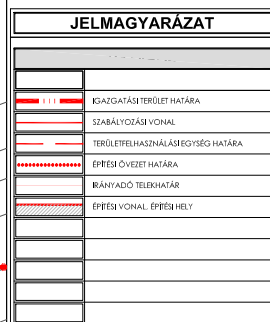 JELMAGYARÁZAT
IGAZGATÁSI TERÜLET HATÁRA
SZABÁLYOZÁSI VONAL
TERÜLETFELHASZNÁLÁSI EGYSÉG HATÁRA
ÉPÍTÉSI ÖVEZET HATÁRA
IRÁNYADÓ TELEKHATÁR
ÉPÍTÉSI VONAL, ÉPÍTÉSI HELY